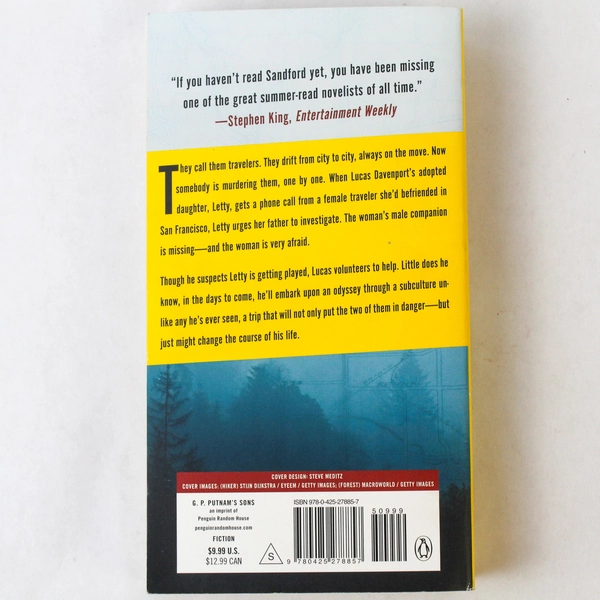 “If you haven’t read Sandford yet, you have been missing
one of the great summer-read novelists of all time.”
—Stephen King, Entertainment Weekly
They call them travelers. They drift from city to city, always on the move. Now
somebody is murdering them, one by one. When Lucas Davenport’s adopted
daughter, Letty, gets a phone call from a female traveler she’d befriended in
San Francisco, Letty urges her father to investigate. The woman’s male companion
is missing—and the woman is very afraid.
Though he suspects Letty is getting played, Lucas volunteers to help. Little does he
know, in the days to come, he’ll embark upon an odyssey through a subculture un-
like any he’s ever seen, a trip that will not only put the two of them in danger—but
just might change the course of his life.
COVER DESIGN: STEVE MEDITZ
COVER IMAGES: (HIKER) STIJN DIJKSTRA / EYEEM / GETTY IMAGES; (FOREST) MACROWORLD / GETTY IMAGES
G. P. PUTNAM’S SONS
an imprint of
Penguin Random House
penguinrandomhouse.com
FICTION
$9.99 U.S.
$12.99 CAN
S
ISBN 978-0-425-27885-7
50999
9 780425 278857